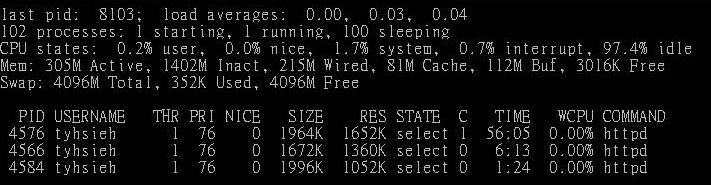 last pid: 8103; load averages: 0.00, 0.03, 0.04
102 processes: 1 starting, 1 running, 100 sleeping
CPU states: 0.2% user, 0.0% nice, 1.7% system, 0.7% interrupt, 97.4% idle
Mem: 305M Active, 1402M Inact, 215M Wired, 81M Cache, 112M Buf, 3016K Free
Swap: 4096M Total, 352K Used, 4096M Free
PID USERNAME THR PRI NICE SIZE RES STATE C TIME WCPU COMMAND
4576 tyhsieh 1 76 0 1964K 1652K select 1 56:05 0.00% httpd
4566 tyhsieh 1 76 0 1672K 1360K select 0 6:13 0.00% httpd
4584 tyhsieh 1 76 0 1996K 1052K select 0 1:24 0.00% httpd